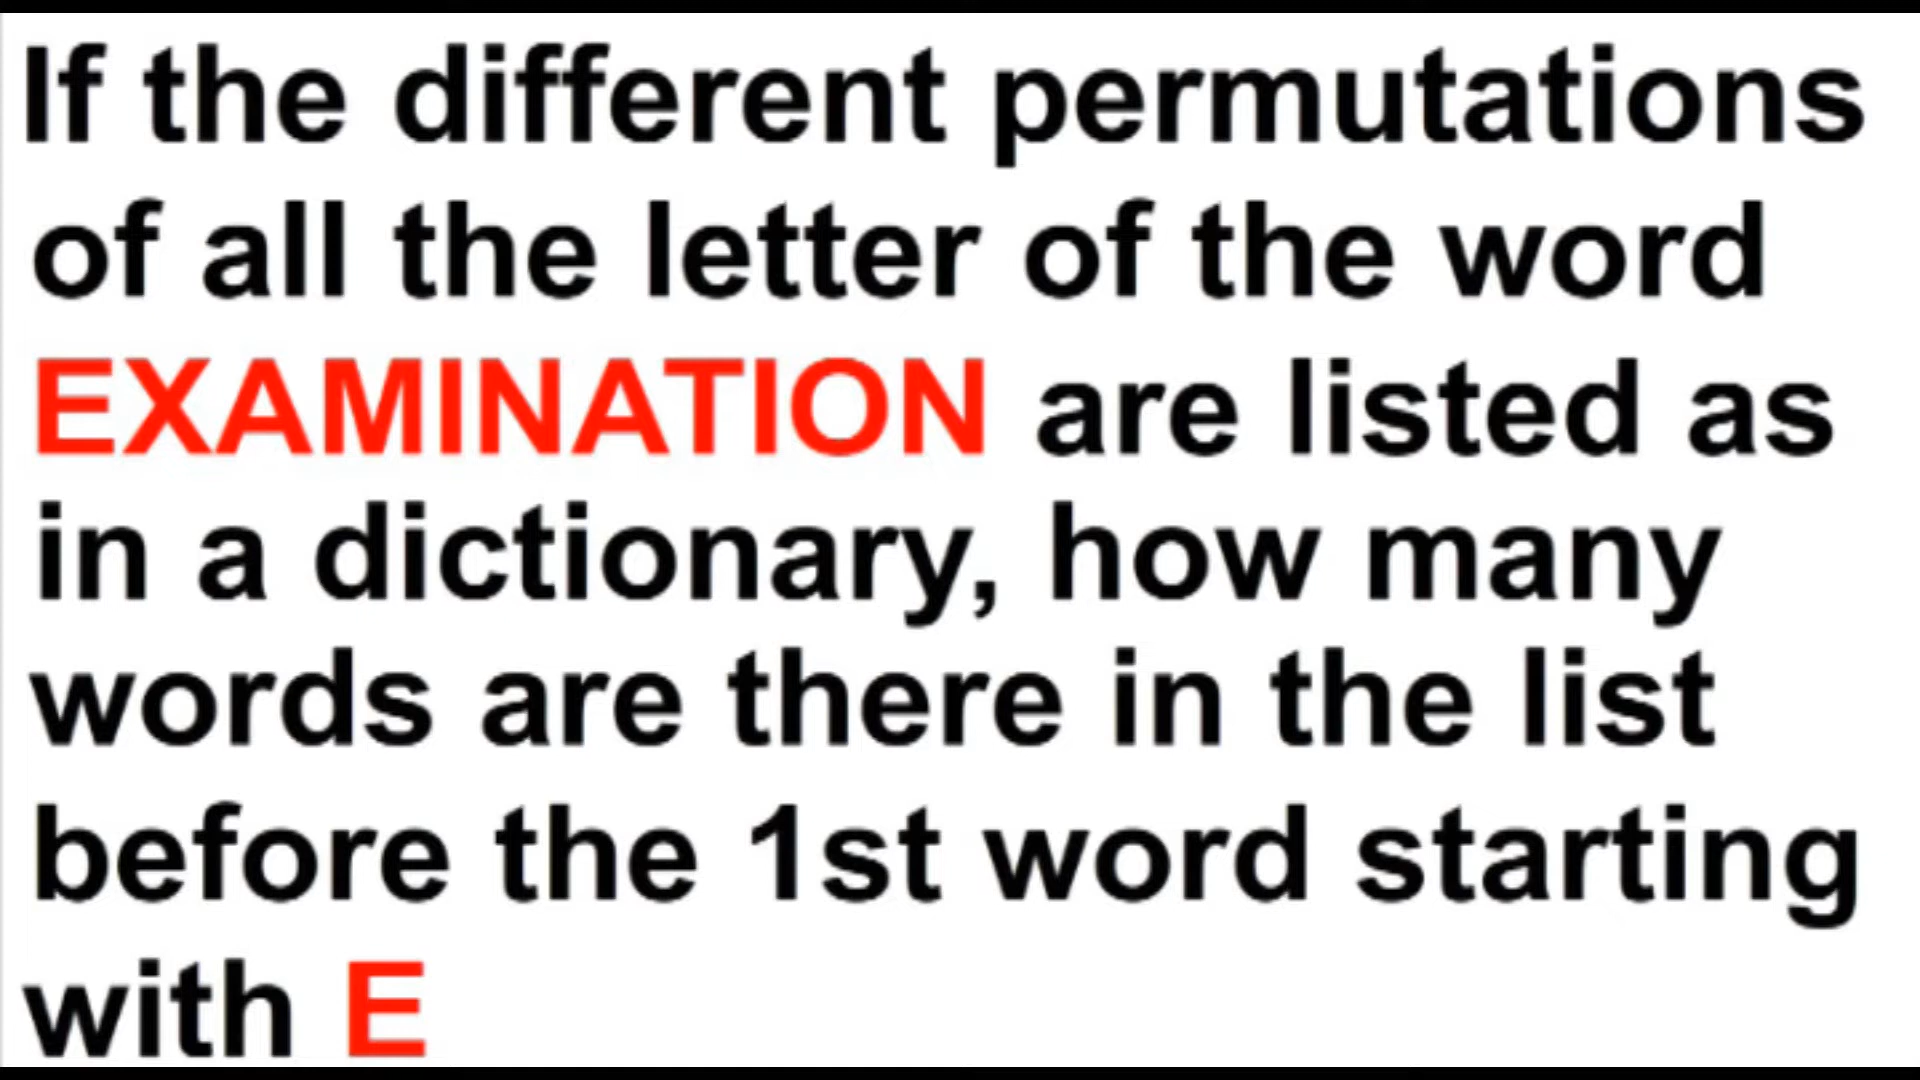 If the different permutations
of all the letter of the word
EXAMINATION are listed as
in a dictionary, how many
words are there in the list
before the 1st word starting
with E